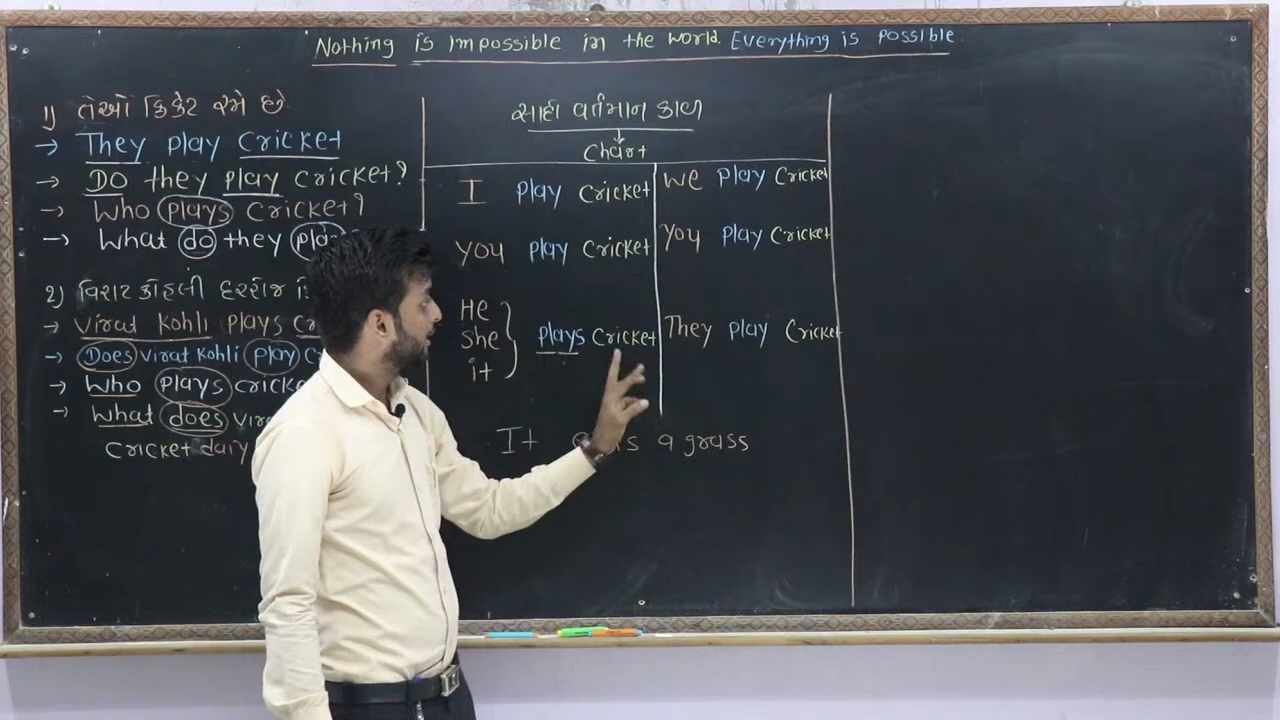 Nothing is impossible in the world. Everything is possible
1) તેઓ ક્રિકેટ રમે છે
→ They play cricket
→ Do they play cricket?
→ Who plays cricket?
→ What do they
૨) વિરાટ કોહલી દરરોજ
→ Virat Kohli plays
→ Does Virat Kohli play
→ Who plays
→ What does
cricket daiy
સાદો વર્તમાન કાળ
Chart
I play cricket
You play cricket
He
She
it
plays cricket
We play cricket
You play cricket
They play cricket
It a grass